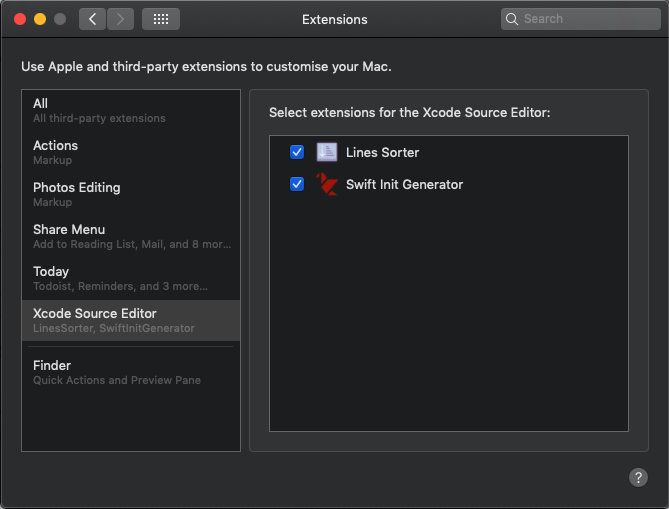 Extensions
Search
Use Apple and third-party extensions to customise your Mac.
All
All third-party extensions
Actions
Markup
Photos Editing
Markup
Share Menu
Add to Reading List, Mail, and 8 mor...
Today
Todoist, Reminders, and 3 more...
Xcode Source Editor
LinesSorter, SwiftInitGenerator
Finder
Quick Actions and Preview Pane
Select extensions for the Xcode Source Editor:
Lines Sorter
Swift Init Generator
?